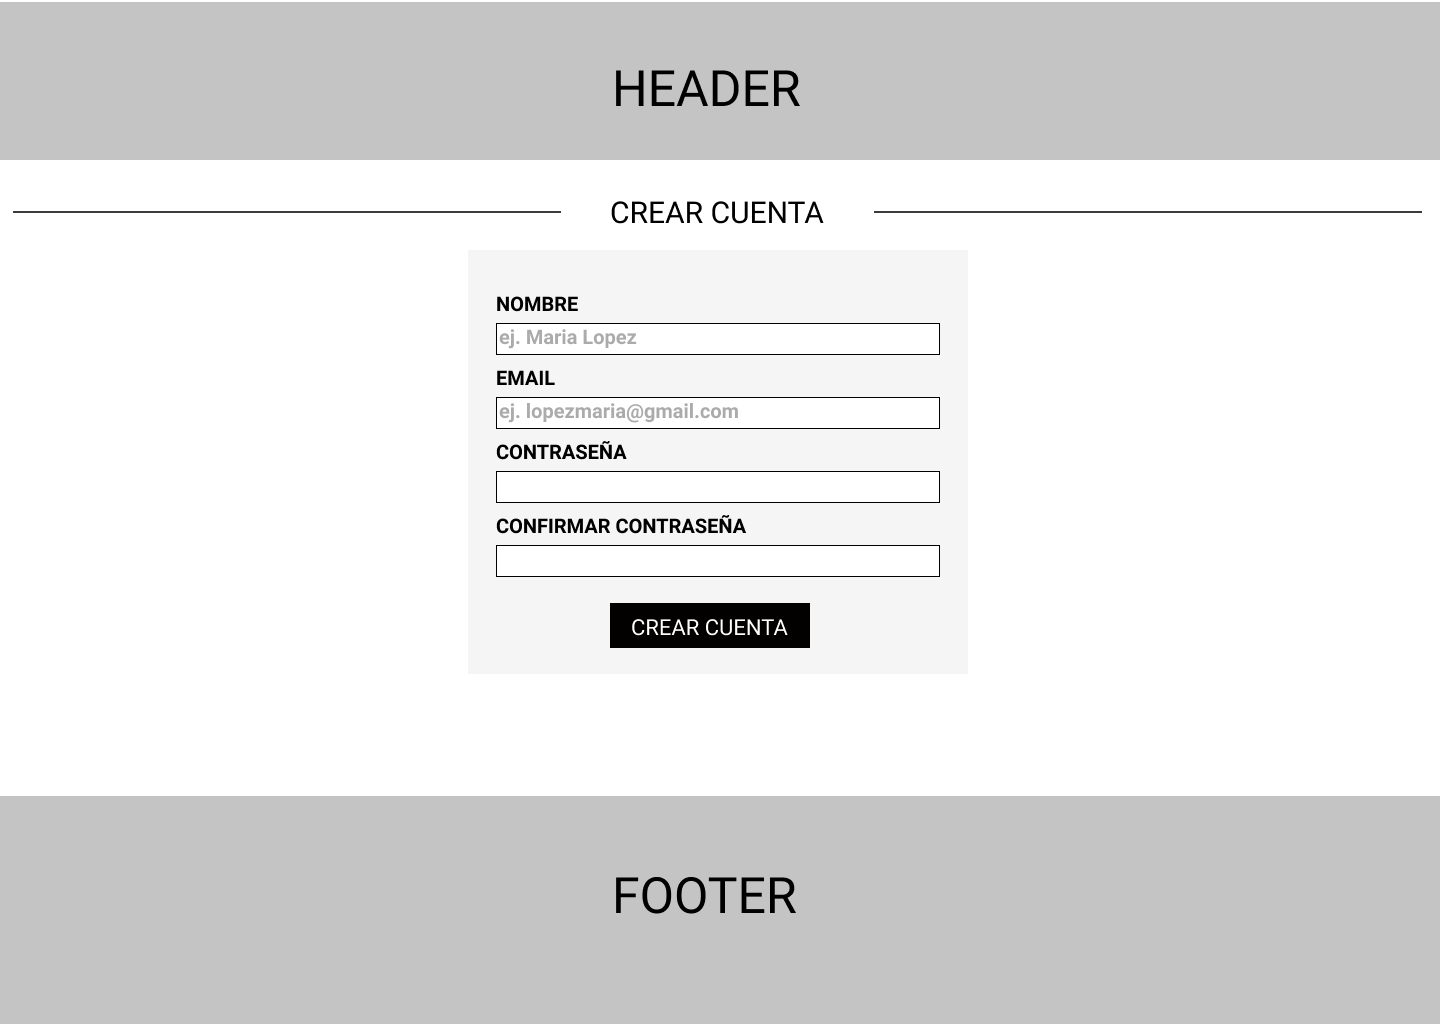 HEADER
CREAR CUENTA
NOMBRE
ej. Maria Lopez
EMAIL
ej. lopezmaria@gmail.com
CONTRASEÑA
CONFIRMAR CONTRASEÑA
CREAR CUENTA
FOOTER